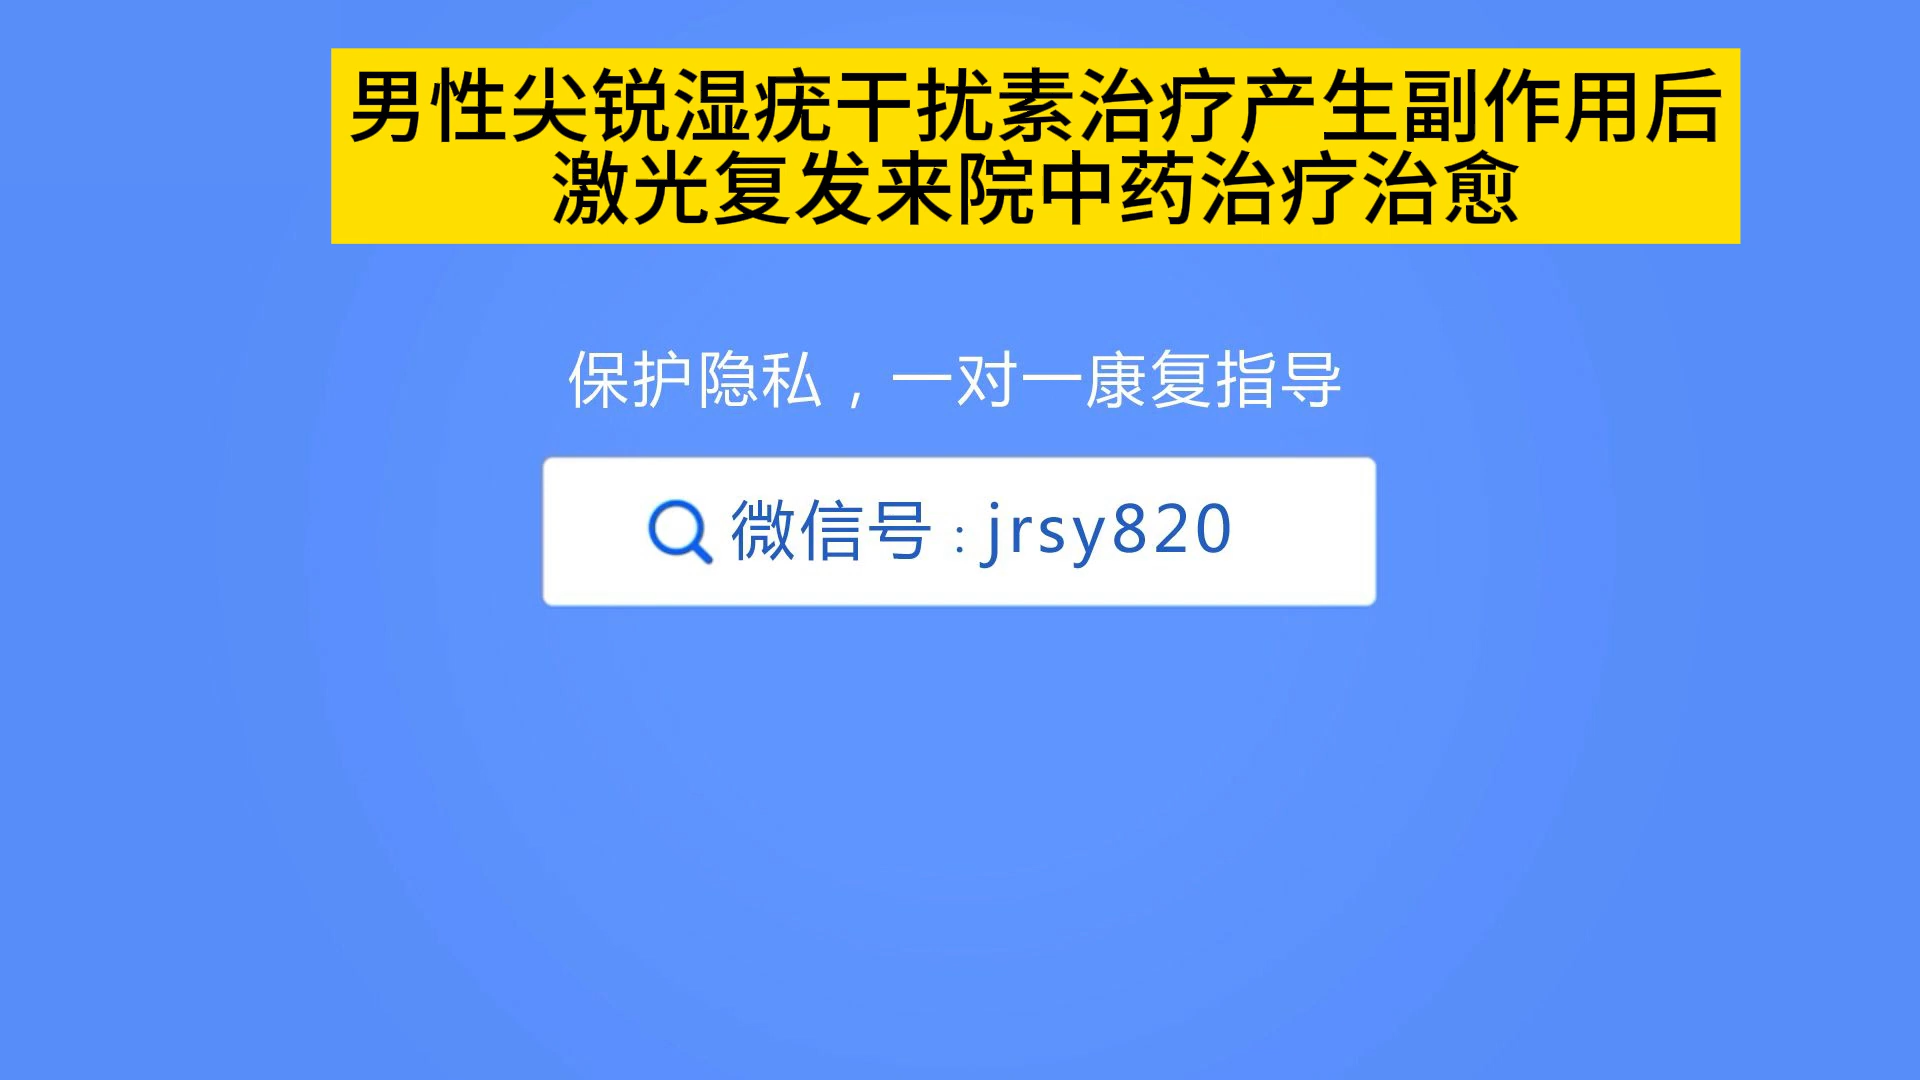 男性尖锐湿疣干扰素治疗产生副作用后
激光复发来院中药治疗治愈
保护隐私，一对一康复指导
微信号：jrsy820